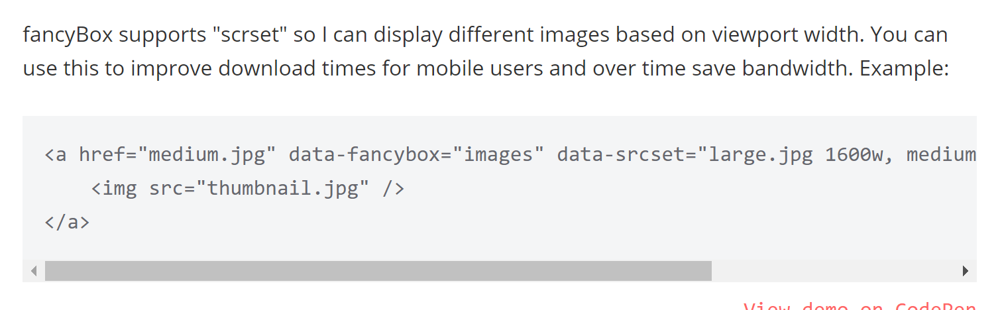 fancyBox supports "scrset" so I can display different images based on viewport width. You can
use this to improve download times for mobile users and over time save bandwidth. Example:
<a href="medium.jpg" data-fancybox="images" data-srcset="large.jpg 1600w, medium
<img src="thumbnail.jpg" />
</a>
View demo on CodePen